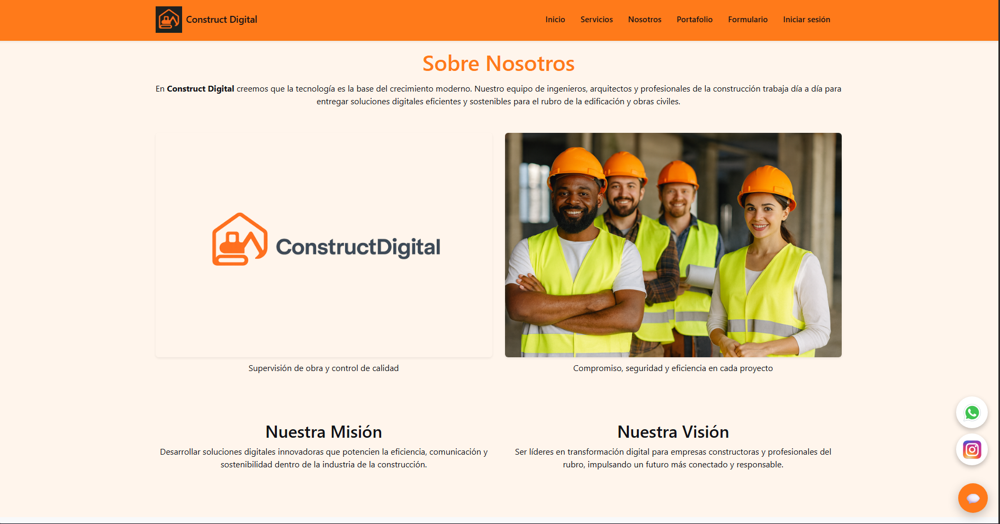 Construct Digital
Inicio
Servicios
Nosotros
Portafolio
Formulario
Iniciar sesión
Sobre Nosotros
En Construct Digital creemos que la tecnología es la base del crecimiento moderno. Nuestro equipo de ingenieros, arquitectos y profesionales de la construcción trabaja día a día para
entregar soluciones digitales eficientes y sostenibles para el rubro de la edificación y obras civiles.
ConstructDigital
Supervisión de obra y control de calidad
Compromiso, seguridad y eficiencia en cada proyecto
Nuestra Misión
Desarrollar soluciones digitales innovadoras que potencien la eficiencia, comunicación y
sostenibilidad dentro de la industria de la construcción.
Nuestra Visión
Ser líderes en transformación digital para empresas constructoras y profesionales del
rubro, impulsando un futuro más conectado y responsable.